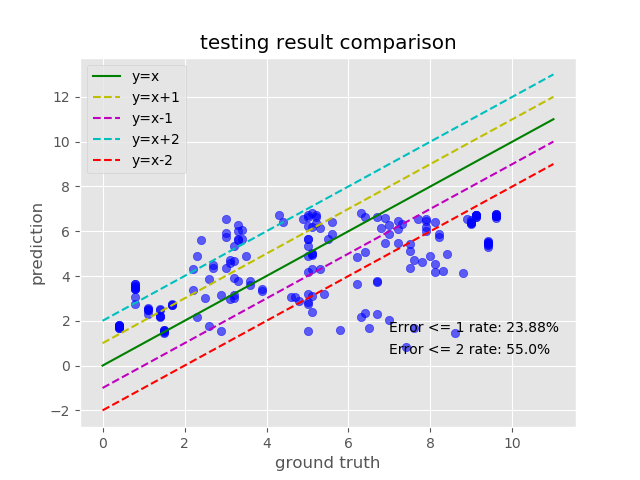 testing result comparison
y=x
y=x+1
y=x-1
y=x+2
y=x-2
12
10
8
6
4
2
0
−2
prediction
Error <= 1 rate: 23.88%
Error <= 2 rate: 55.0%
0 2 4 6 8 10
ground truth